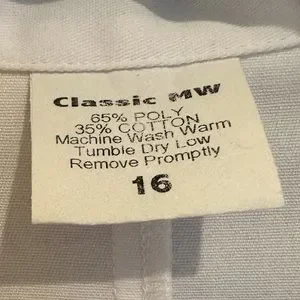 Classic MW
65% POLY
35% COTTON
Machine Wash Warm
Tumble Dry Low
Remove Promptly
16